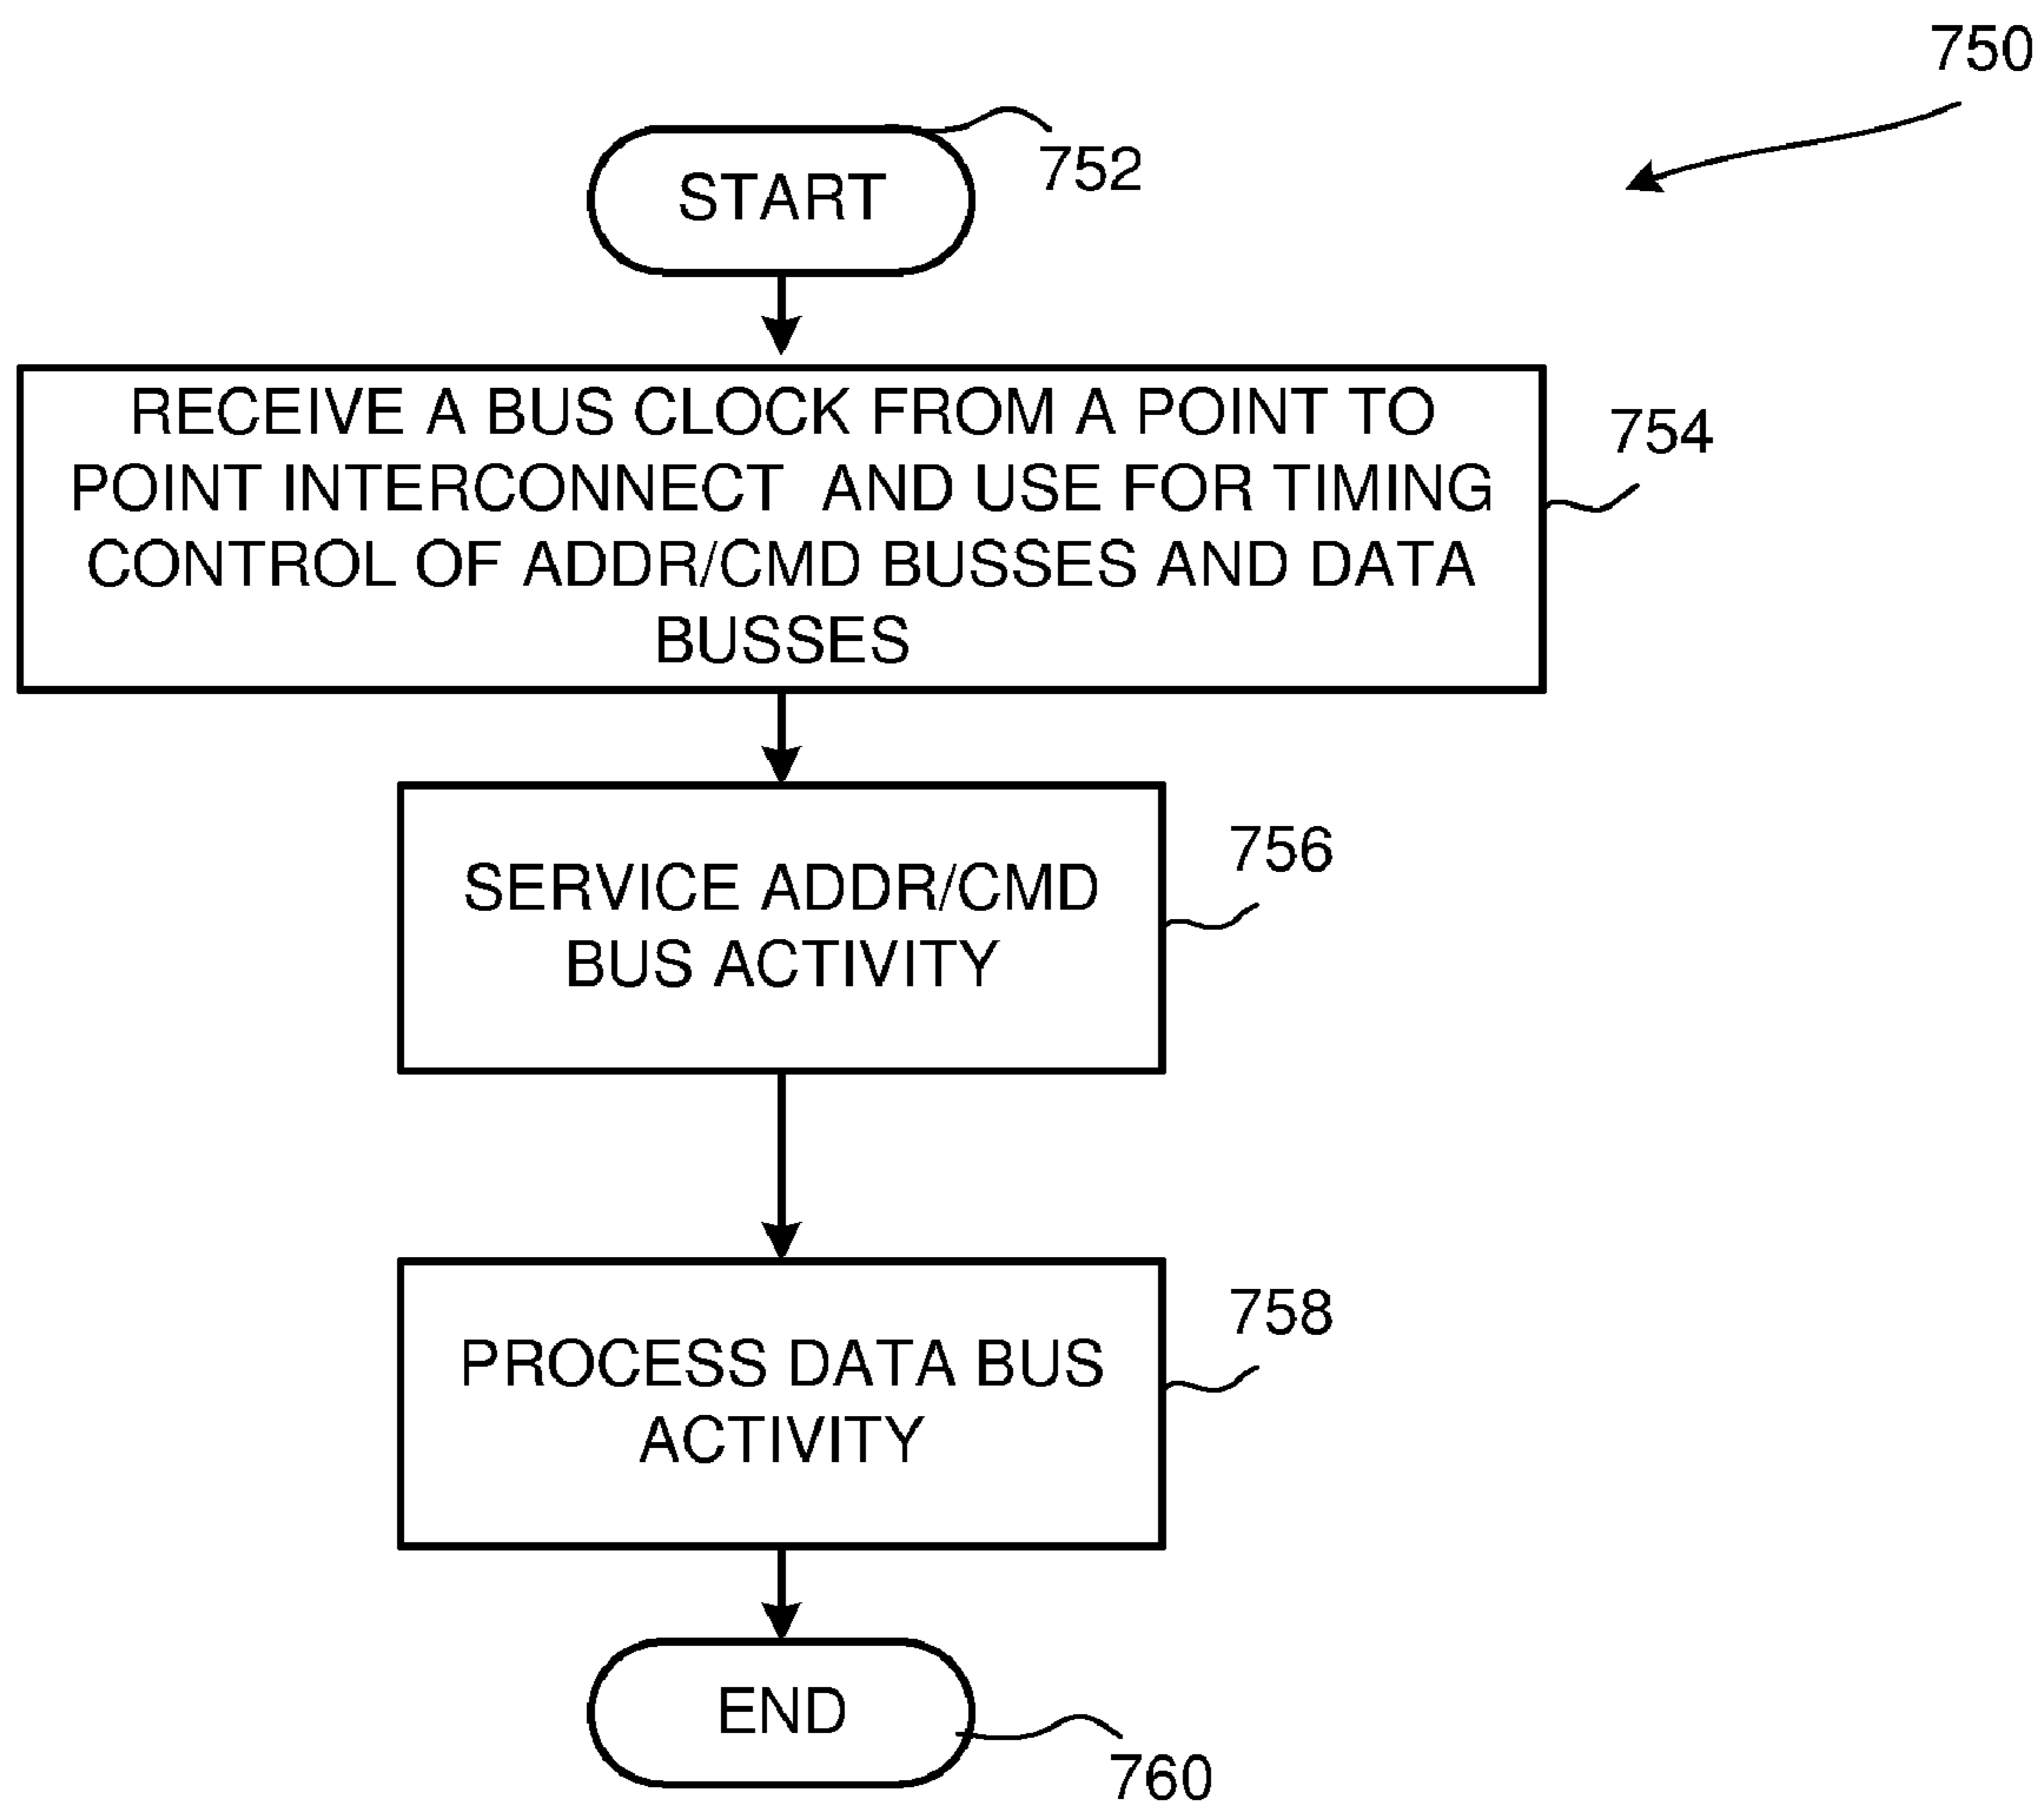 750
START
752
RECEIVE A BUS CLOCK FROM A POINT TO
POINT INTERCONNECT AND USE FOR TIMING
CONTROL OF ADDR/CMD BUSSES AND DATA
BUSSES
754
SERVICE ADDR/CMD
BUS ACTIVITY
756
PROCESS DATA BUS
ACTIVITY
758
END
760